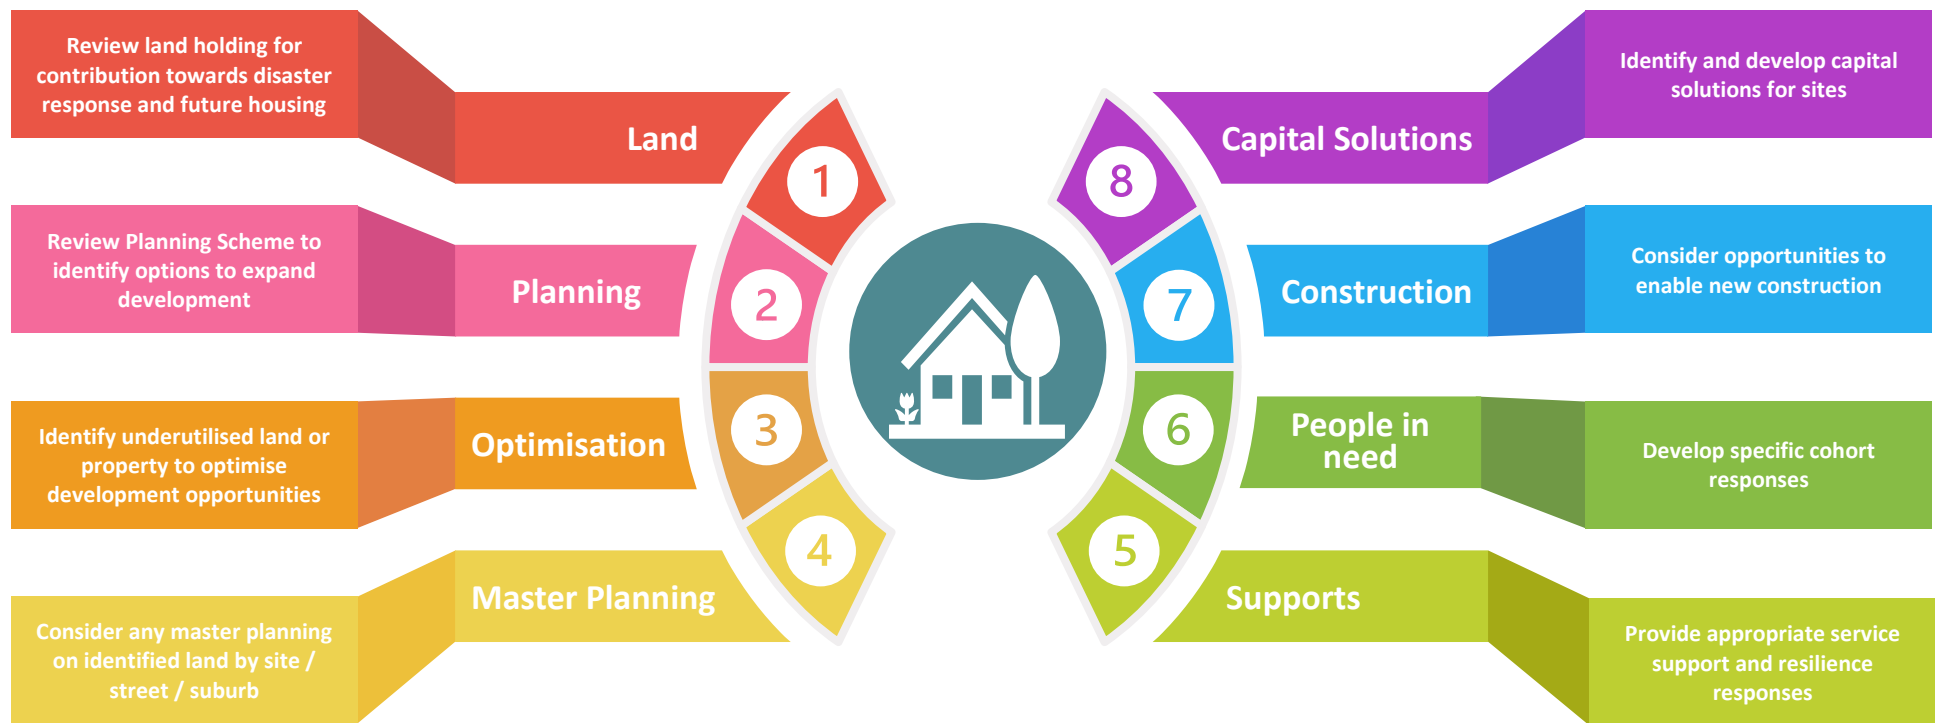 Review land holding for
contribution towards disaster
response and future housing
Land
1
Review Planning Scheme to
identify options to expand
development
Planning
2
Identify underutilised land or
property to optimise
development opportunities
Optimisation
3
Consider any master planning
on identified land by site /
street / suburb
Master Planning
4
8
Capital Solutions
Identify and develop capital
solutions for sites
7
Construction
Consider opportunities to
enable new construction
6
People in
need
Develop specific cohort
responses
5
Supports
Provide appropriate service
support and resilience
responses